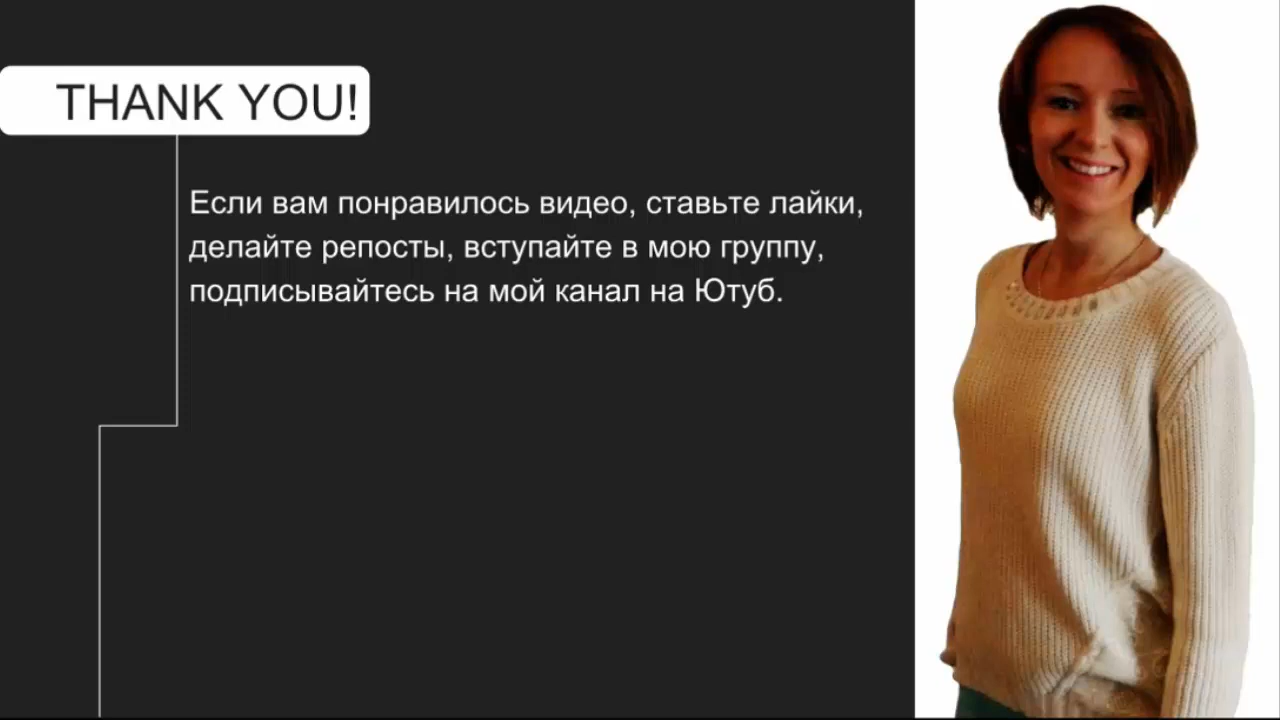 THANK YOU!
Если вам понравилось видео, ставьте лайки,
делайте репосты, вступайте в мою группу,
подписывайтесь на мой канал на Ютуб.